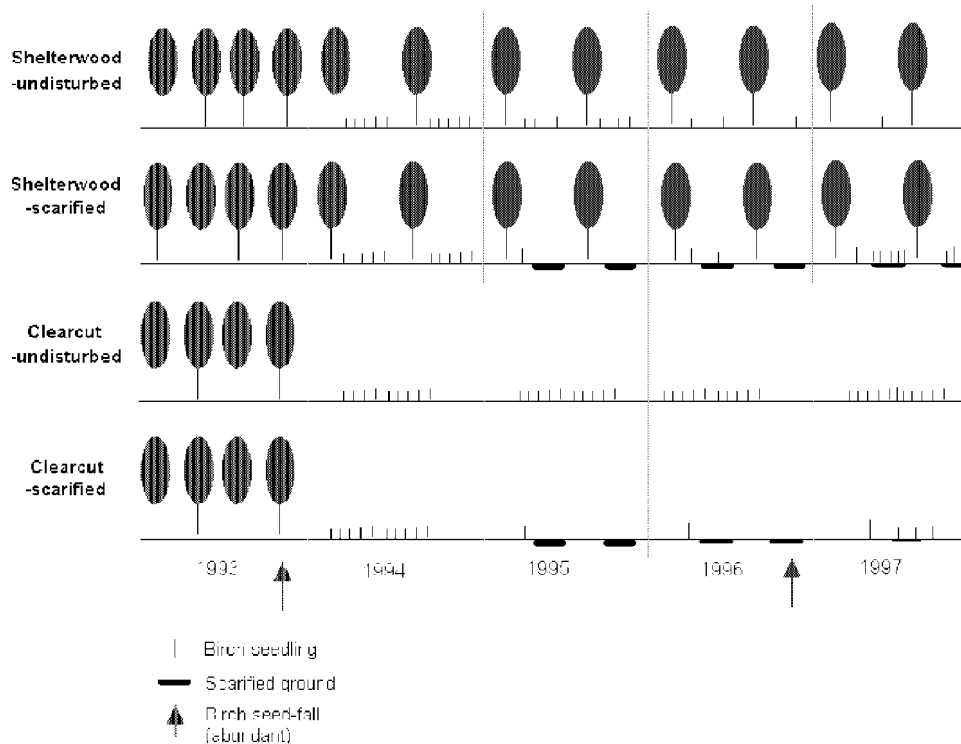 Shelterwood
-undisturbed
Shelterwood
-scarified
Clearcut
-undisturbed
Clearcut
-scarified
1993 1994 1995 1996 1997
Birch seedling
Scarified ground
Birch seed-fall
(abundant)